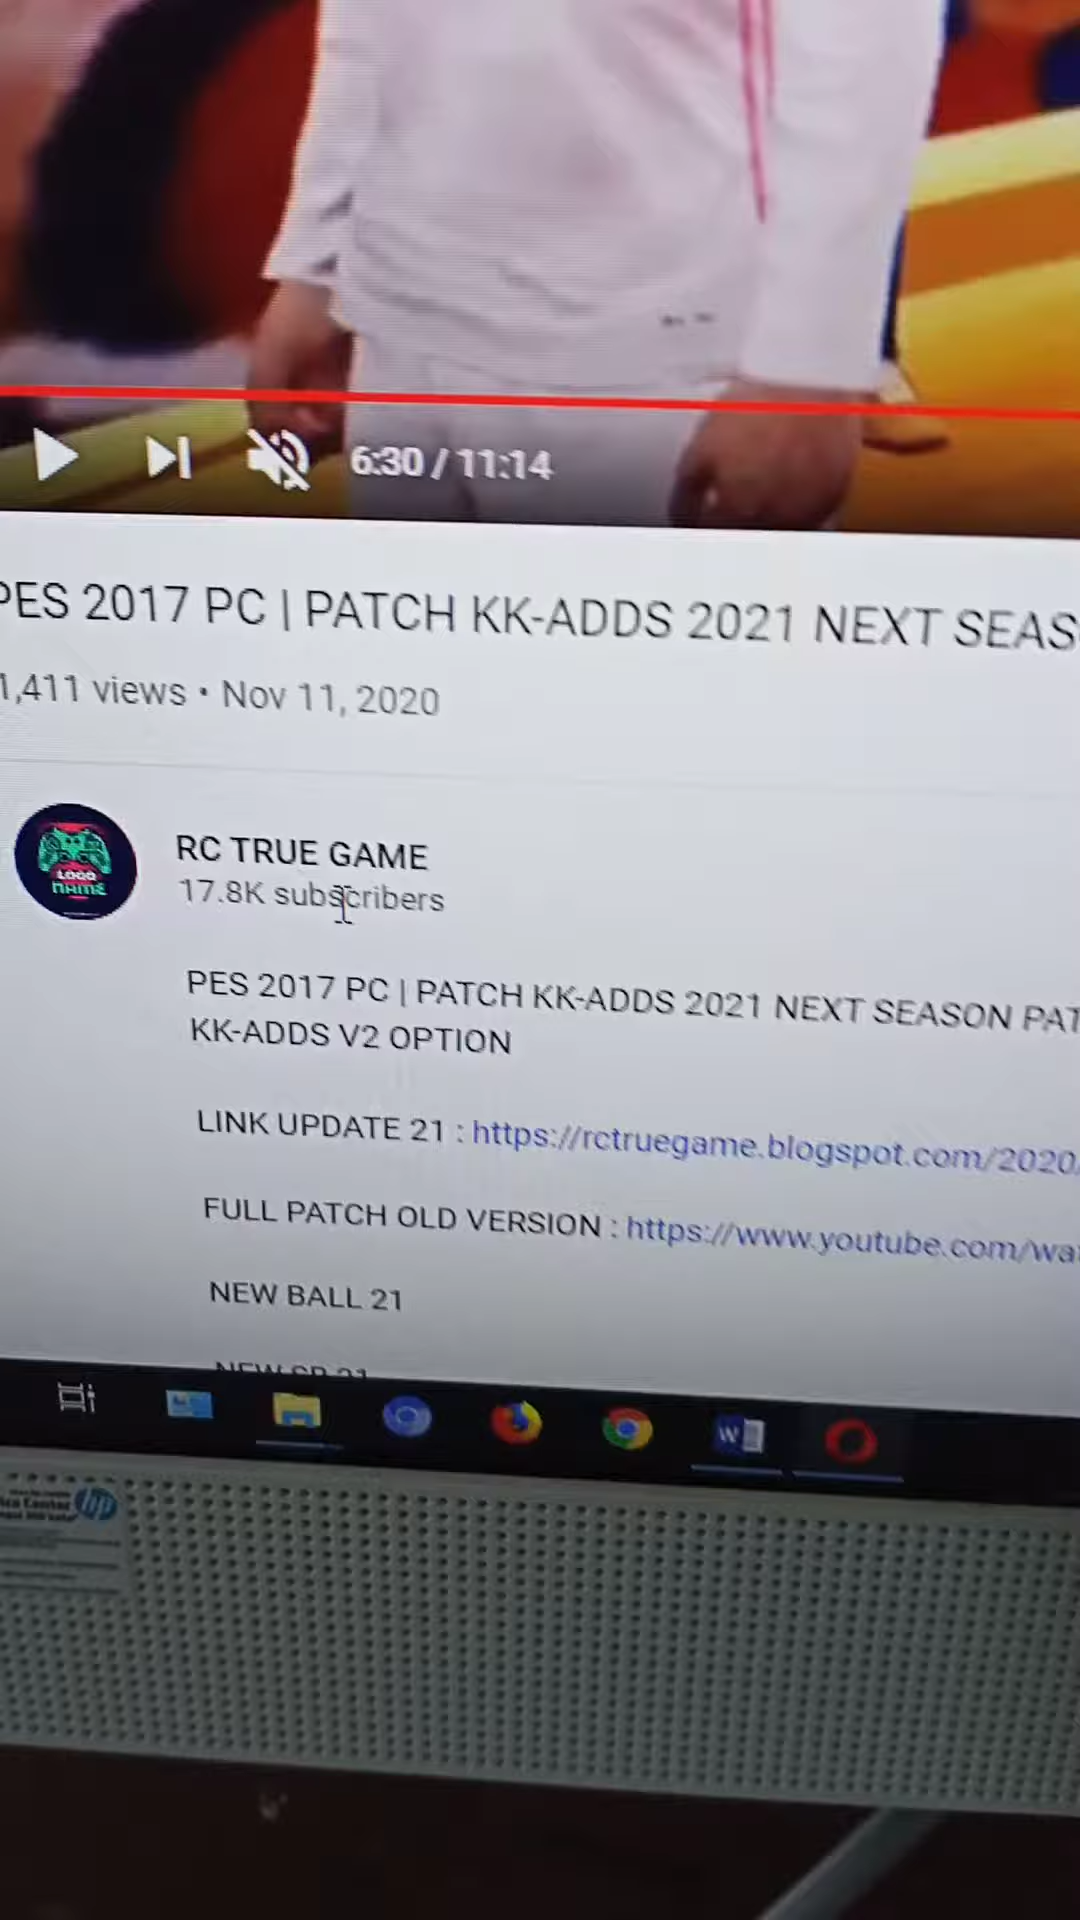 6:30 / 11:14
PES 2017 PC | PATCH KK-ADDS 2021 NEXT SEAS
1,411 views • Nov 11, 2020
RC TRUE GAME
LOGO
NAME
17.8K subscribers
PES 2017 PC | PATCH KK-ADDS 2021 NEXT SEASON PAT
KK-ADDS V2 OPTION
LINK UPDATE 21 : https://rctruegame.blogspot.com/2020/
FULL PATCH OLD VERSION : https://www.youtube.com/wa
NEW BALL 21
W
hp